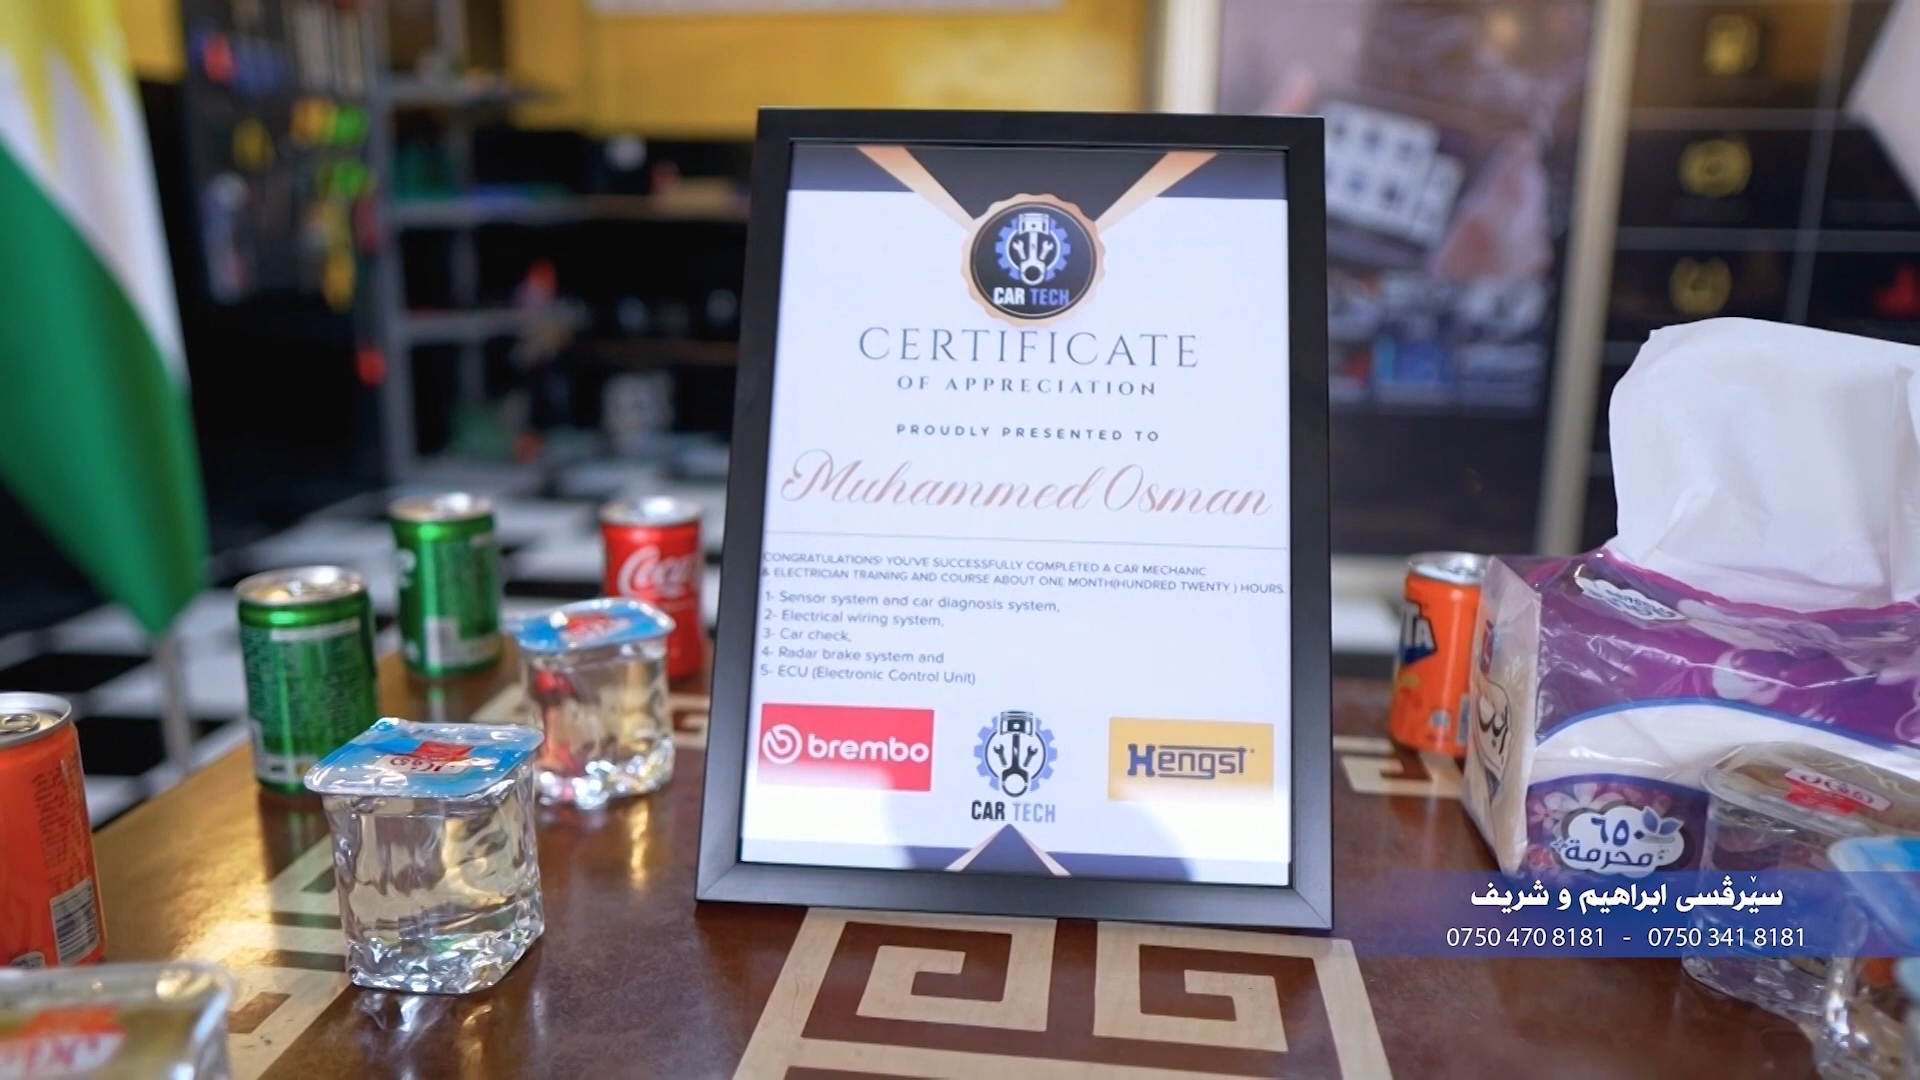 CAR TECH
CERTIFICATE
OF APPRECIATION
PROUDLY PRESENTED TO
Muhammed Osman
CONGRATULATIONS! YOU'VE SUCCESSFULLY COMPLETED A CAR MECHANIC
& ELECTRICIAN TRAINING AND COURSE ABOUT ONE MONTH(HUNDRED TWENTY ) HOURS.
1- Sensor system and car diagnosis system,
2- Electrical wiring system,
3- Car check,
4- Radar brake system and
5- ECU (Electronic Control Unit)
brembo
CAR TECH
Hengst
٦٥٠
محرمة
سێرڤسی ابراهیم و شریف
0750 470 8181 - 0750 341 8181